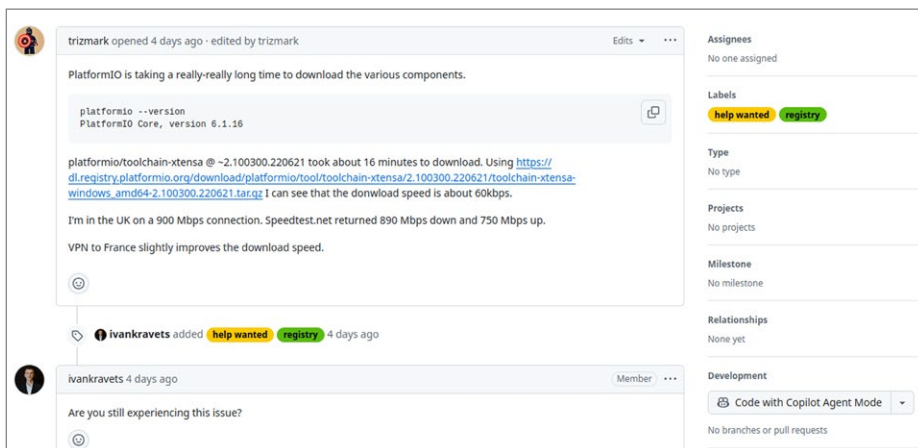 trizmark opened 4 days ago · edited by trizmark
Edits
PlatformIO is taking a really-really long time to download the various components.
platformio --version
PlatformIO Core, version 6.1.16
platformio/toolchain-xtensa @ ~2.100300.220621 took about 16 minutes to download. Using https://
dl.registry.platformio.org/download/platformio/tool/toolchain-xtensa/2.100300.220621/toolchain-xtensa-
windows_amd64-2.100300.220621.tar.gz I can see that the donwload speed is about 60kbps.
I'm in the UK on a 900 Mbps connection. Speedtest.net returned 890 Mbps down and 750 Mbps up.
VPN to France slightly improves the download speed.
ivankravets added help wanted registry 4 days ago
ivankravets 4 days ago
Member
Are you still experiencing this issue?
Assignees
No one assigned
Labels
help wanted registry
Type
No type
Projects
No projects
Milestone
No milestone
Relationships
None yet
Development
Code with Copilot Agent Mode
No branches or pull requests